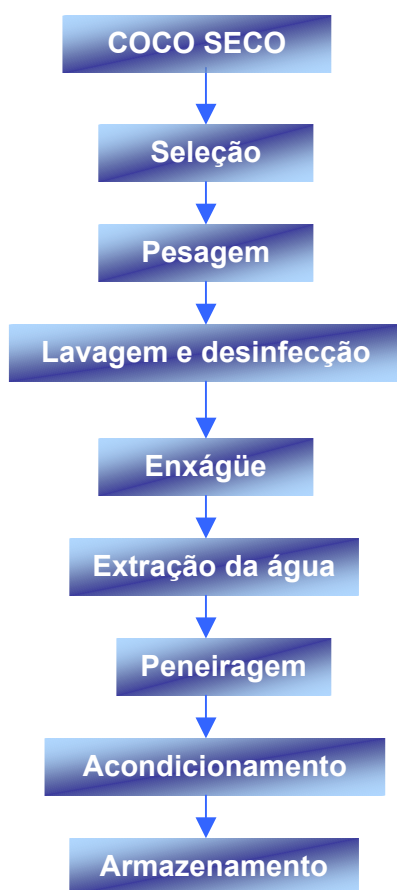 COCO SECO
Seleção
Pesagem
Lavagem e desinfecção
Enxágüe
Extração da água
Peneiragem
Acondicionamento
Armazenamento